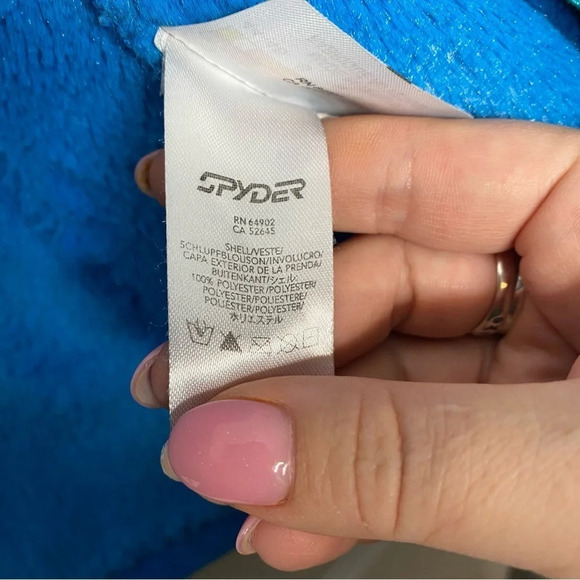 SPYDER
RN 64902
CA 52645
SHELL/VESTE/
SCHLUPFBLOUSON/INVOLUCRO/
CAPA EXTERIOR DE LA PRENDA/
BUITENKANT/シェル:
100% POLYESTER/POLYESTER/
POLYESTER/POLIESTERE/
POLIÉSTER/POLYESTER/
ポリエステル